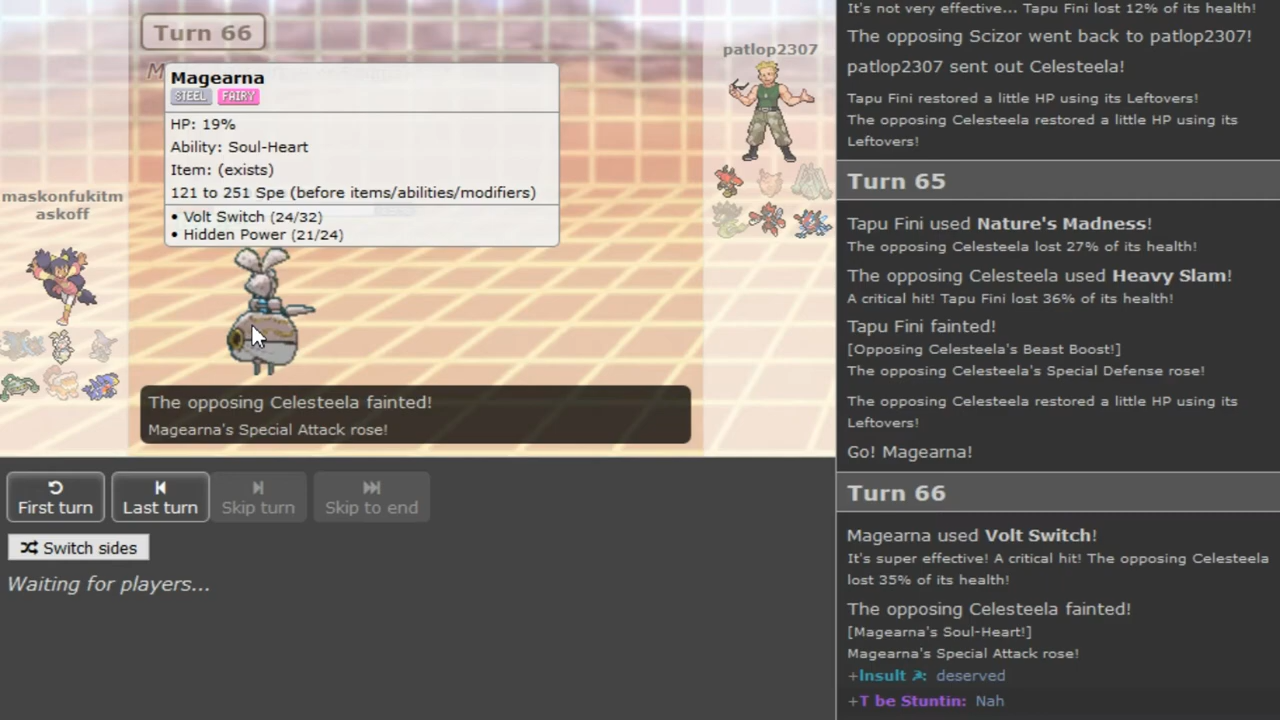 Turn 66
Magearna
STEEL FAIRY
HP: 19%
Ability: Soul-Heart
Item: (exists)
121 to 251 Spe (before items/abilities/modifiers)
• Volt Switch (24/32)
• Hidden Power (21/24)
maskonfukitm
askoff
patlop2307
The opposing Celesteela fainted!
Magearna's Special Attack rose!
First turn
Last turn
Skip turn
Skip to end
Switch sides
Waiting for players...
It's not very effective... Tapu Fini lost 12% of its health!
The opposing Scizor went back to patlop2307!
patlop2307 sent out Celesteela!
Tapu Fini restored a little HP using its Leftovers!
The opposing Celesteela restored a little HP using its
Leftovers!
Turn 65
Tapu Fini used Nature's Madness!
The opposing Celesteela lost 27% of its health!
The opposing Celesteela used Heavy Slam!
A critical hit! Tapu Fini lost 36% of its health!
Tapu Fini fainted!
[Opposing Celesteela's Beast Boost!]
The opposing Celesteela's Special Defense rose!
The opposing Celesteela restored a little HP using its
Leftovers!
Go! Magearna!
Turn 66
Magearna used Volt Switch!
It's super effective! A critical hit! The opposing Celesteela
lost 35% of its health!
The opposing Celesteela fainted!
[Magearna's Soul-Heart!]
Magearna's Special Attack rose!
+Insult ☭: deserved
+T be Stuntin: Nah